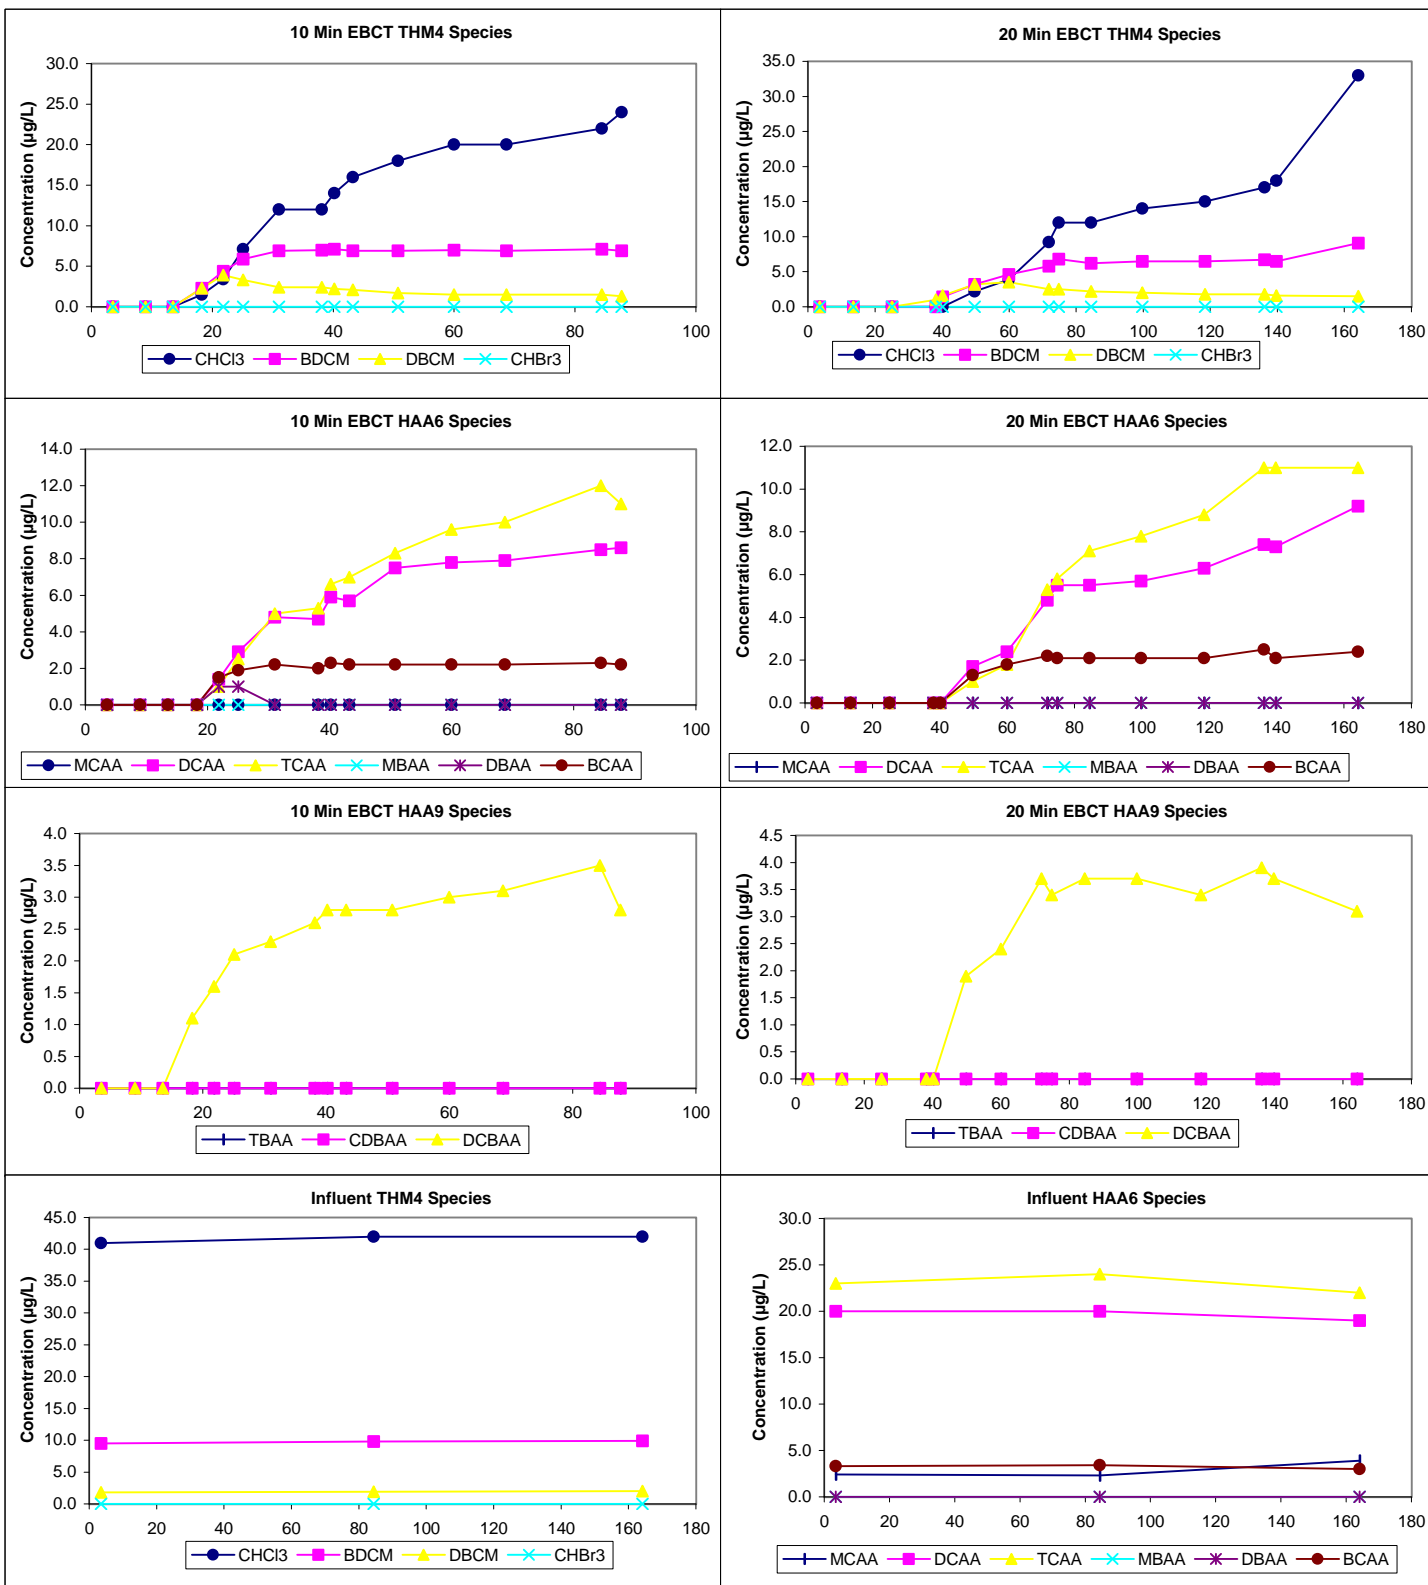 10 Min EBCT THM4 Species
Concentration (µg/L)
30.0
25.0
20.0
15.0
10.0
5.0
0.0
0 20 40 60 80 100
CHCl3 BDCM DBCM CHBr3
20 Min EBCT THM4 Species
Concentration (µg/L)
35.0
30.0
25.0
20.0
15.0
10.0
5.0
0.0
0 20 40 60 80 100 120 140 160 180
CHCl3 BDCM DBCM CHBr3
10 Min EBCT HAA6 Species
Concentration (µg/L)
14.0
12.0
10.0
8.0
6.0
4.0
2.0
0.0
0 20 40 60 80 100
MCAA DCAA TCAA MBAA DBAA BCAA
20 Min EBCT HAA6 Species
Concentration (µg/L)
12.0
10.0
8.0
6.0
4.0
2.0
0.0
0 20 40 60 80 100 120 140 160 180
MCAA DCAA TCAA MBAA DBAA BCAA
10 Min EBCT HAA9 Species
Concentration (µg/L)
4.0
3.5
3.0
2.5
2.0
1.5
1.0
0.5
0.0
0 20 40 60 80 100
TBAA CDBAA DCBAA
20 Min EBCT HAA9 Species
Concentration (µg/L)
4.5
4.0
3.5
3.0
2.5
2.0
1.5
1.0
0.5
0.0
0 20 40 60 80 100 120 140 160 180
TBAA CDBAA DCBAA
Influent THM4 Species
Concentration (µg/L)
45.0
40.0
35.0
30.0
25.0
20.0
15.0
10.0
5.0
0.0
0 20 40 60 80 100 120 140 160 180
CHCl3 BDCM DBCM CHBr3
Influent HAA6 Species
Concentration (µg/L)
30.0
25.0
20.0
15.0
10.0
5.0
0.0
0 20 40 60 80 100 120 140 160 180
MCAA DCAA TCAA MBAA DBAA BCAA